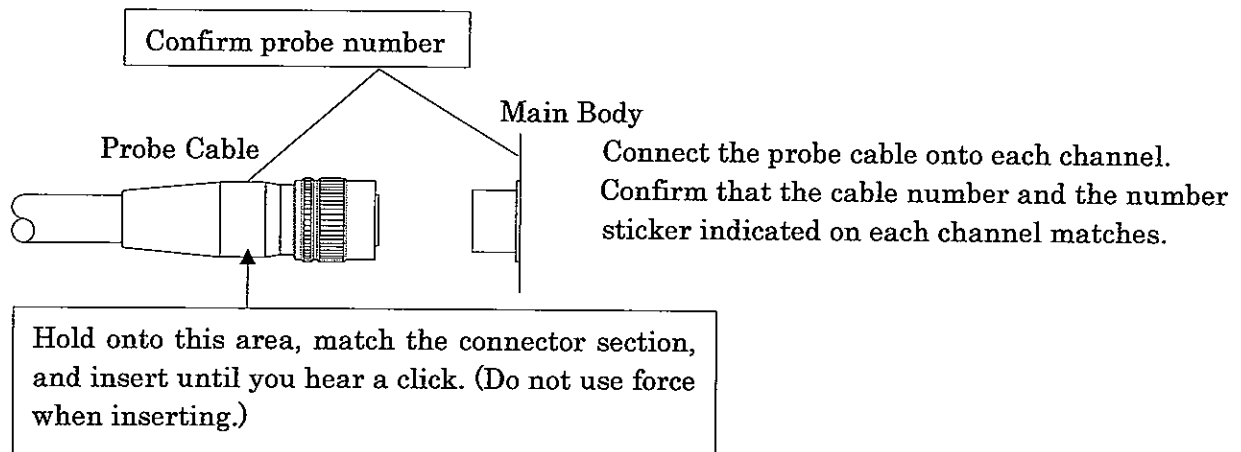 Confirm probe number
Main Body
Probe Cable
Connect the probe cable onto each channel.
Confirm that the cable number and the number
sticker indicated on each channel matches.
Hold onto this area, match the connector section,
and insert until you hear a click. (Do not use force
when inserting.)